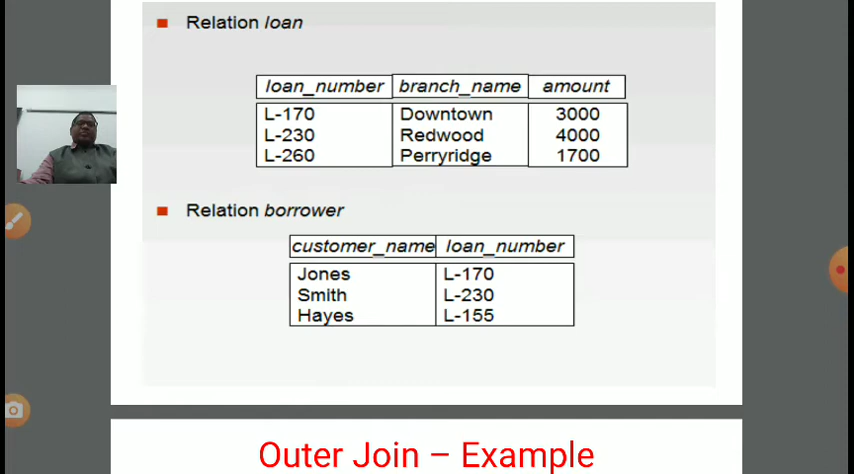 Relation loan
loan_number branch_name amount
L-170 Downtown 3000
L-230 Redwood 4000
L-260 Perryridge 1700
Relation borrower
customer_name loan_number
Jones L-170
Smith L-230
Hayes L-155
Outer Join – Example